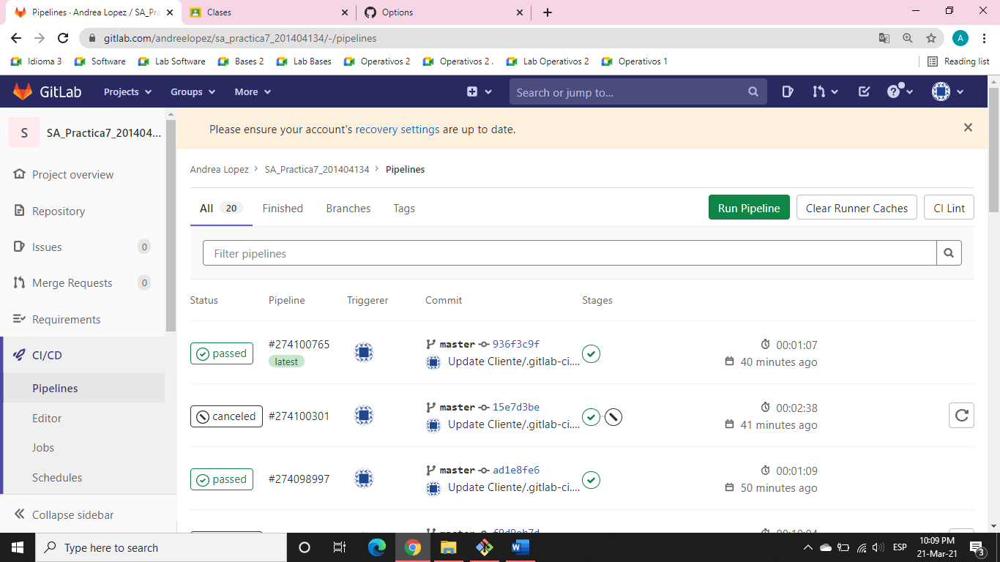 Pipelines · Andrea Lopez / SA_Pra
Clases
Options
gitlab.com/andreelopez/sa_practica7_201404134/-/pipelines
A
Idioma 3
Software
Lab Software
Bases 2
Lab Bases
Operativos 2
Operativos 2 .
Lab Operativos 2
Operativos 1
Reading list
GitLab
Projects
Groups
More
Search or jump to...
S
SA_Practica7_201404...
Please ensure your account's recovery settings are up to date.
Project overview
Repository
Issues 0
Merge Requests 0
Requirements
CI/CD
Pipelines
Editor
Jobs
Schedules
Collapse sidebar
Andrea Lopez > SA_Practica7_201404134 > Pipelines
All 20 Finished Branches Tags
Run Pipeline Clear Runner Caches CI Lint
Filter pipelines
Status Pipeline Triggerer Commit Stages
passed #274100765 master 936f3c9f 00:01:07
latest Update Cliente/.gitlab-ci.... 40 minutes ago
canceled #274100301 master 15e7d3be 00:02:38
Update Cliente/.gitlab-ci.... 41 minutes ago
passed #274098997 master ad1e8fe6 00:01:09
Update Cliente/.gitlab-ci.... 50 minutes ago
master f9d9eb7d 00:10:04
Type here to search
W
ESP
10:09 PM
21-Mar-21
3